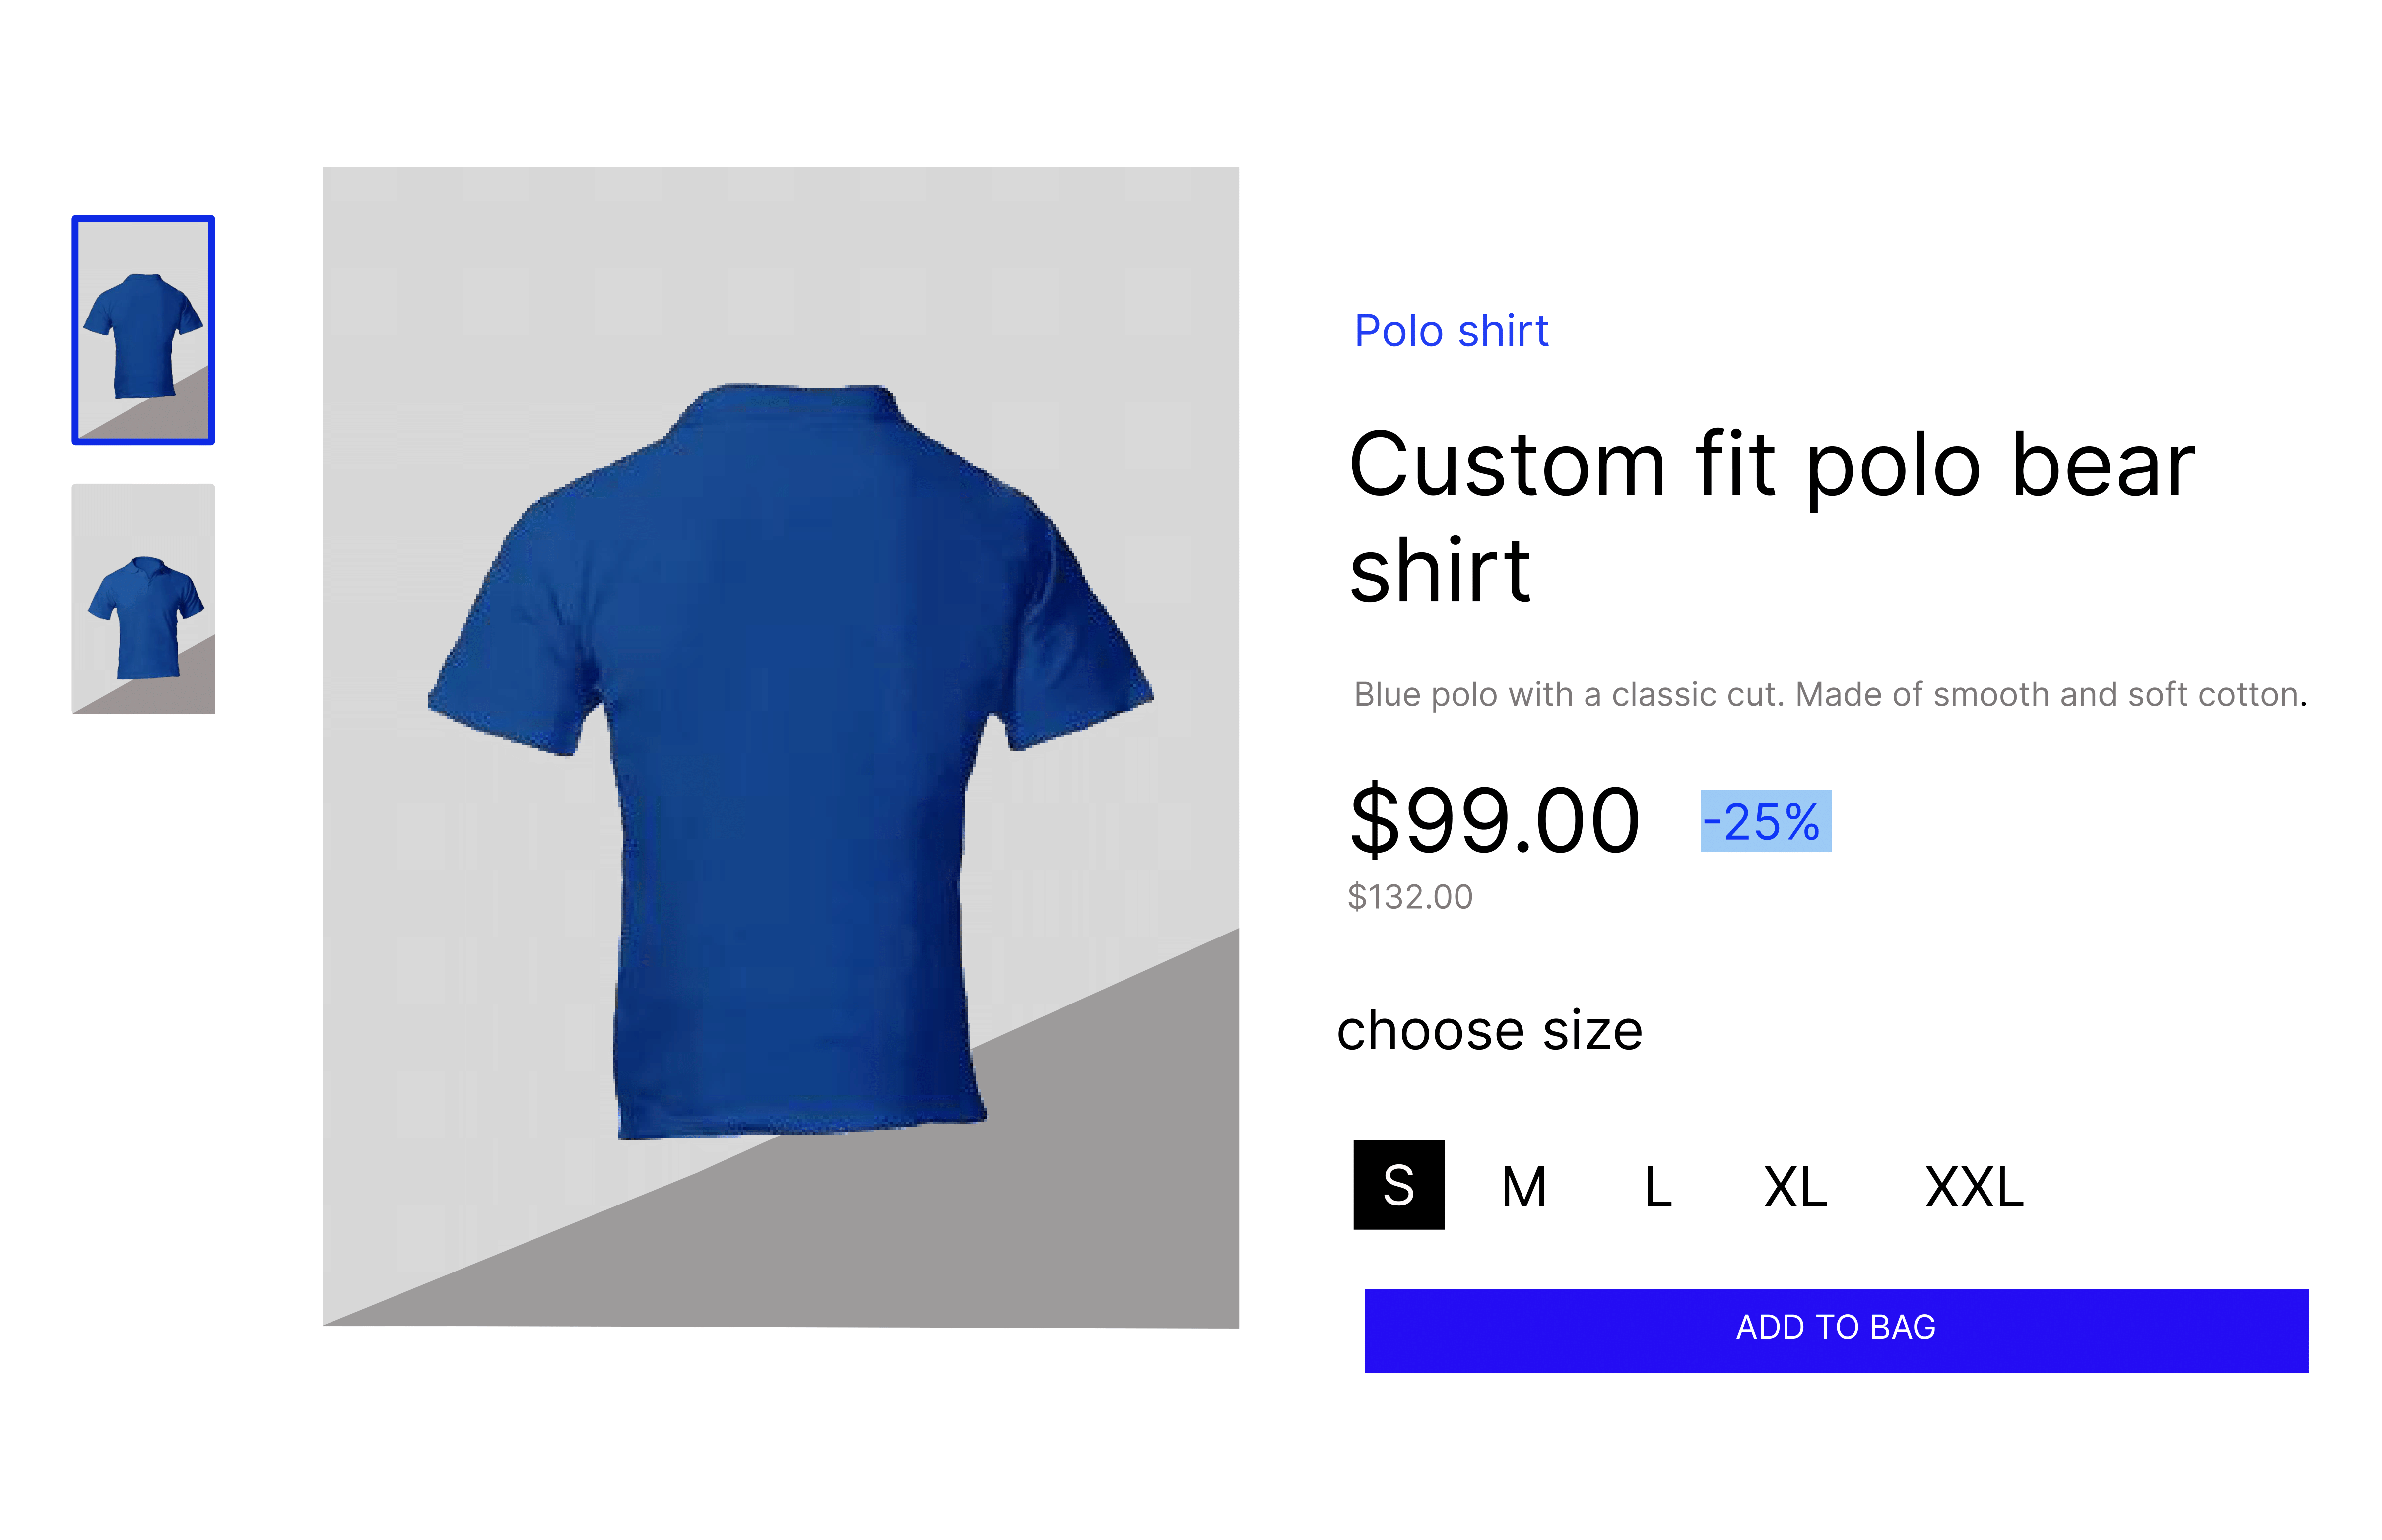 Polo shirt
Custom fit polo bear
shirt
Blue polo with a classic cut. Made of smooth and soft cotton.
$99.00 -25%
$132.00
choose size
S M L XL XXL
ADD TO BAG